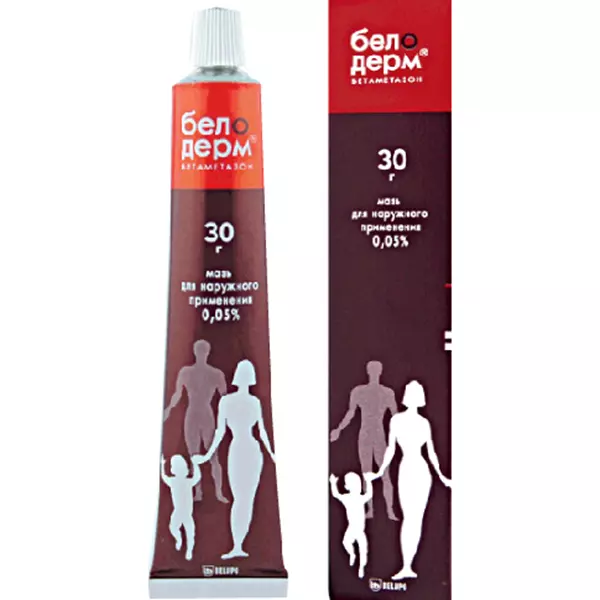 бело
дерм®
БЕТАМЕТАЗОН
30
г
мазь
для наружного
применения
0,05%
BELUPO
бело
дерм®
БЕТАМЕТАЗОН
30
г
мазь
для наружного
применения
0,05%
BELUPO